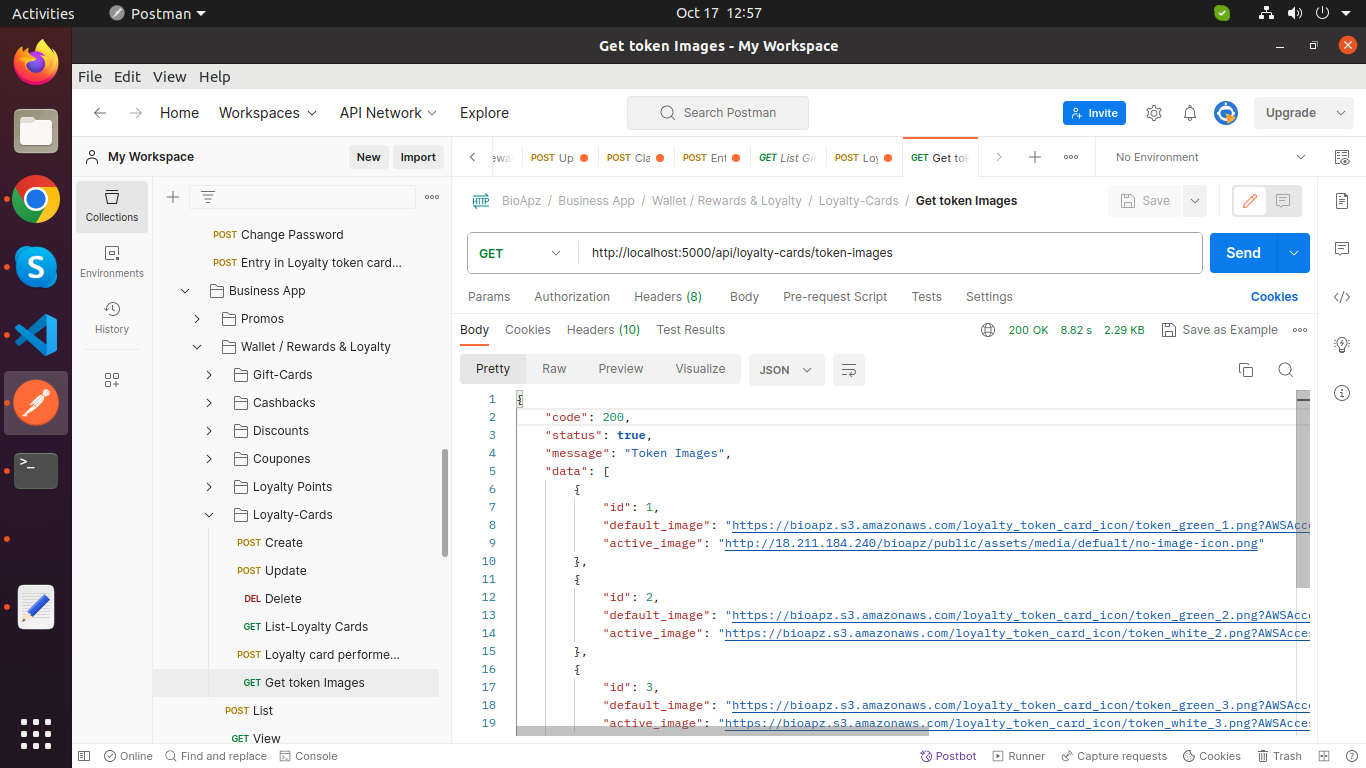 Activities
Postman
Oct 17 12:57
Get token Images - My Workspace
File Edit View Help
Home Workspaces API Network Explore
Search Postman
Invite
Upgrade
My Workspace
New Import
POST Up
POST Cla
POST Ent
GET List Gi
POST Loy
GET Get tok
No Environment
Collections
Environments
History
POST Change Password
POST Entry in Loyalty token card...
Business App
Promos
Wallet / Rewards & Loyalty
Gift-Cards
Cashbacks
Discounts
Coupones
Loyalty Points
Loyalty-Cards
POST Create
POST Update
DEL Delete
GET List-Loyalty Cards
POST Loyalty card performe...
GET Get token Images
POST List
GET View
HTTP BioApz / Business App / Wallet / Rewards & Loyalty / Loyalty-Cards / Get token Images
Save
GET http://localhost:5000/api/loyalty-cards/token-images Send
Params Authorization Headers (8) Body Pre-request Script Tests Settings Cookies
Body Cookies Headers (10) Test Results 200 OK 8.82 s 2.29 KB Save as Example
Pretty Raw Preview Visualize JSON
1 {
2 "code": 200,
3 "status": true,
4 "message": "Token Images",
5 "data": [
6 {
7 "id": 1,
8 "default_image": "https://bioapz.s3.amazonaws.com/loyalty_token_card_icon/token_green_1.png?AWSAcce
9 "active_image": "http://18.211.184.240/bioapz/public/assets/media/defualt/no-image-icon.png"
10 },
11 {
12 "id": 2,
13 "default_image": "https://bioapz.s3.amazonaws.com/loyalty_token_card_icon/token_green_2.png?AWSAcce
14 "active_image": "https://bioapz.s3.amazonaws.com/loyalty_token_card_icon/token_white_2.png?AWSAcces
15 },
16 {
17 "id": 3,
18 "default_image": "https://bioapz.s3.amazonaws.com/loyalty_token_card_icon/token_green_3.png?AWSAcce
19 "active_image": "https://bioapz.s3.amazonaws.com/loyalty_token_card_icon/token_white_3.png?AWSAcces
Online Find and replace Console Postbot Runner Capture requests Cookies Trash